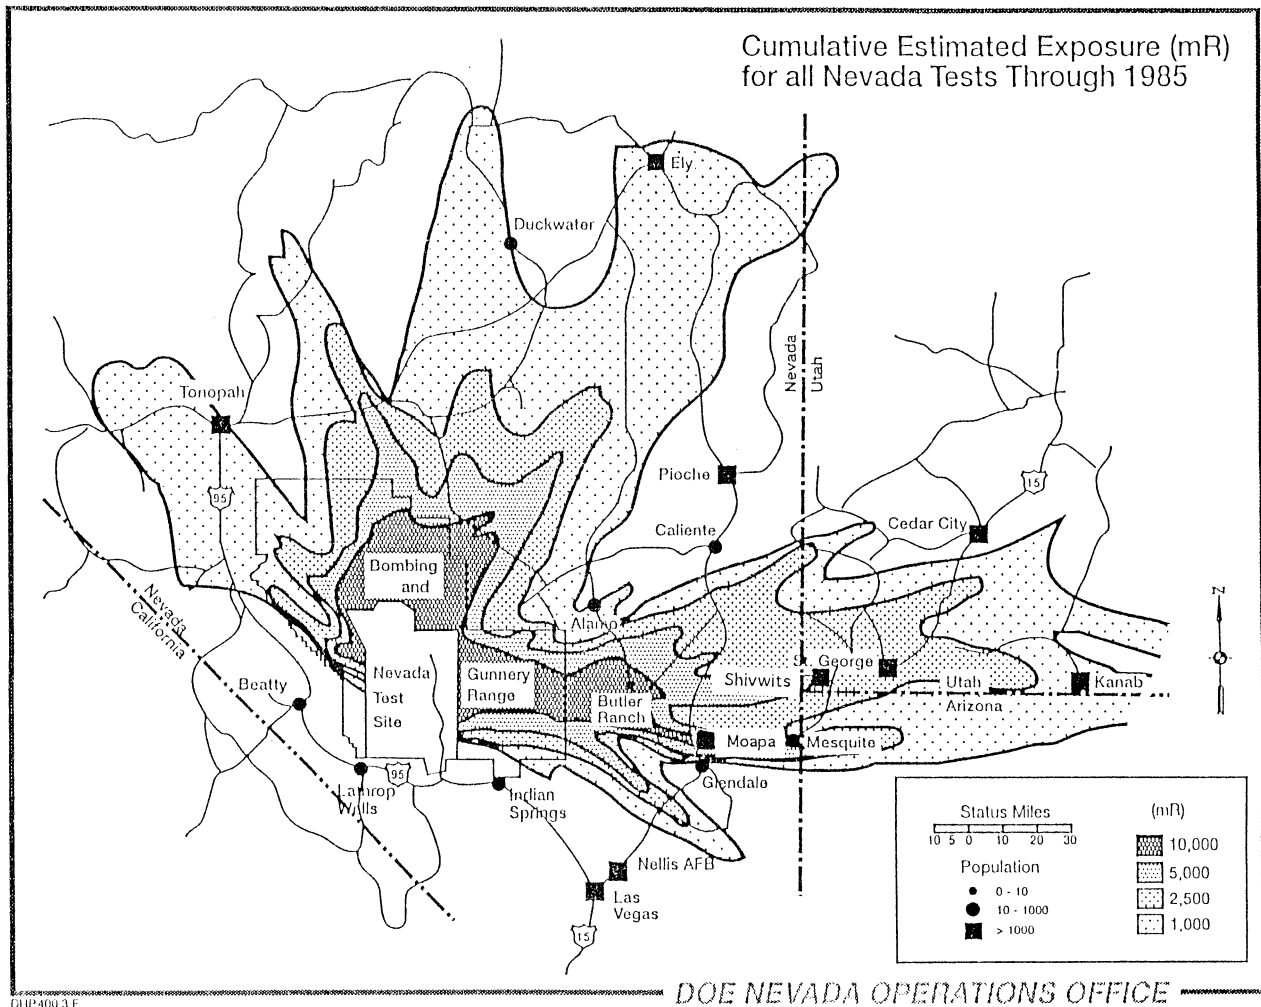 Cumulative Estimated Exposure (mR)
for all Nevada Tests Through 1985
Ely
Duckwater
Nevada
Utah
Tonopah
95
Pioche
15
Caliente
Cedar City
Bombing
and
Nevada
California
Alamo
St. George
Shivwits
Utah
Kanab
Arizona
Beatty
Nevada
Test
Site
Gunnery
Range
Butler
Ranch
Moapa
Mesquite
Glendale
95
Lathrop
Wells
Indian
Springs
Nellis AFB
Las
Vegas
15
N
Status Miles
10 5 0 10 20 30
Population
0 - 10
10 - 1000
> 1000
(mR)
10,000
5,000
2,500
1,000
DOE NEVADA OPERATIONS OFFICE